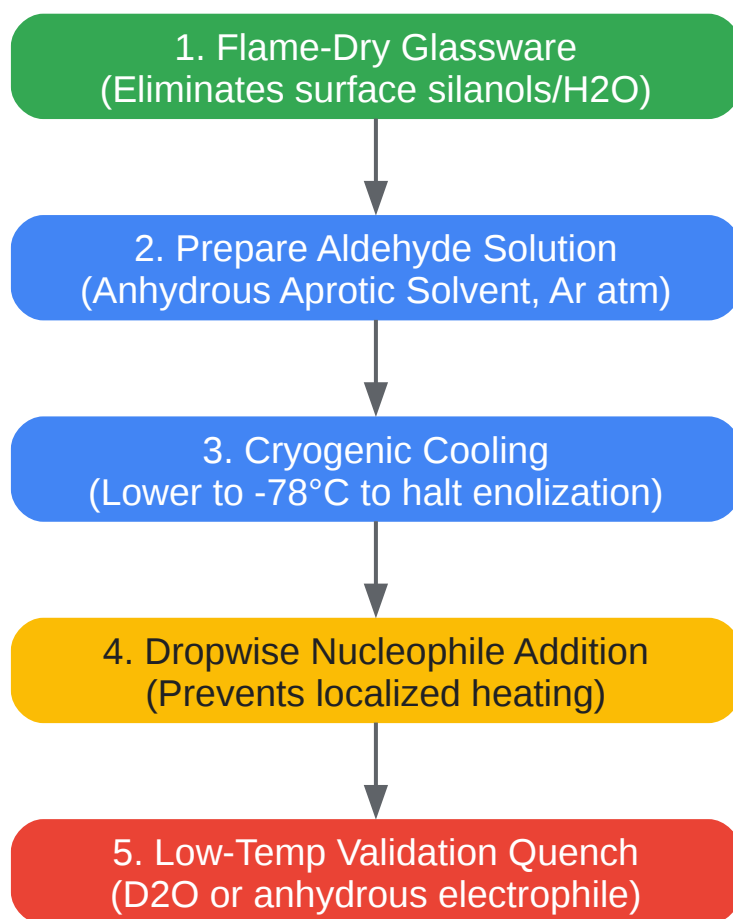 1. Flame-Dry Glassware
(Eliminates surface silanols/H2O)
2. Prepare Aldehyde Solution
(Anhydrous Aprotic Solvent, Ar atm)
3. Cryogenic Cooling
(Lower to -78°C to halt enolization)
4. Dropwise Nucleophile Addition
(Prevents localized heating)
5. Low-Temp Validation Quench
(D2O or anhydrous electrophile)